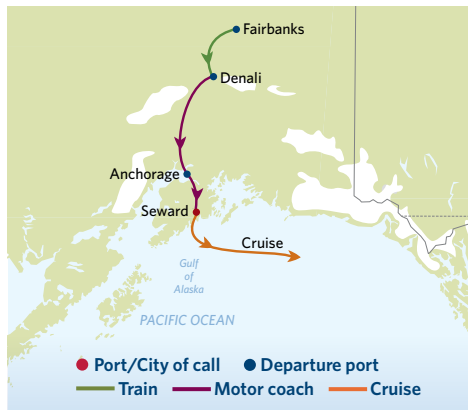 Fairbanks
Denali
Anchorage
Seward
Cruise
Gulf
of
Alaska
PACIFIC OCEAN
Port/City of call
Departure port
Train
Motor coach
Cruise